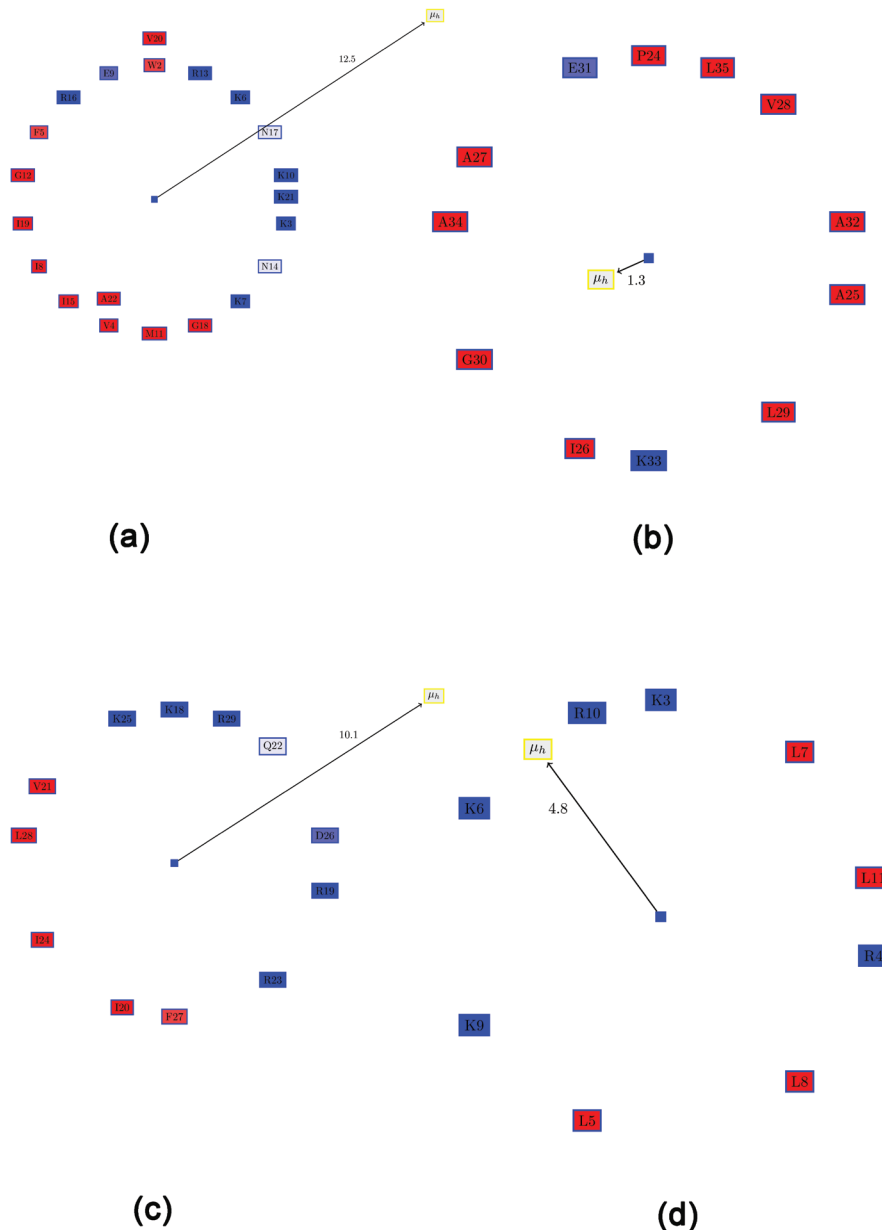 μh
V20
12.5
W2
E9
R13
R16
K6
F5
N17
G12
K10
K21
I19
K3
I8
N14
I15
A22
K7
V4
M11
G18
(a)
P24
E31
L35
V28
A27
A34
A32
μh
1.3
A25
G30
L29
I26
K33
(b)
μh
K18
K25
R29
10.1
Q22
V21
L28
D26
R19
I24
R23
I20
F27
(c)
K3
R10
μh
L7
K6
4.8
L11
R4
K9
L8
L5
(d)